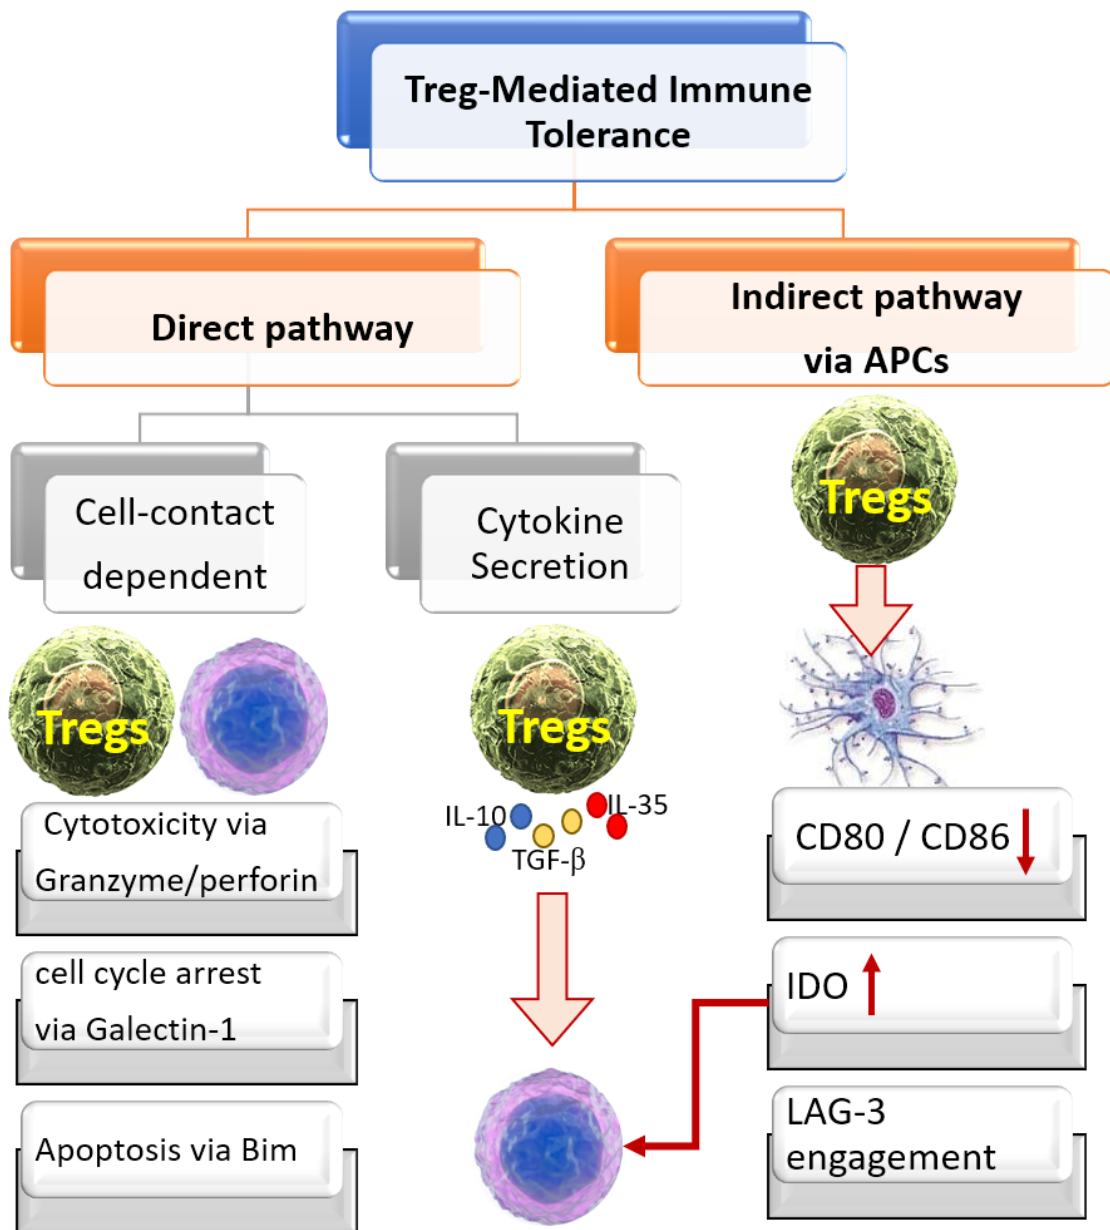 Treg-Mediated Immune
Tolerance
Direct pathway
Indirect pathway
via APCs
Cell-contact
dependent
Cytokine
Secretion
Tregs
Tregs
Tregs
Cytotoxicity via
Granzyme/perforin
cell cycle arrest
via Galectin-1
Apoptosis via Bim
IL-10
IL-35
TGF-β
CD80 / CD86
IDO
LAG-3
engagement